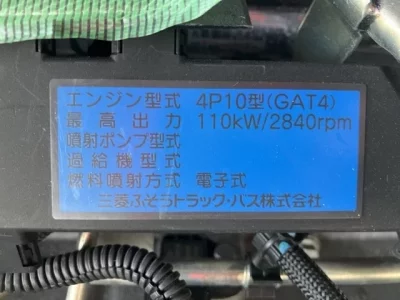 エンジン型式 4P10型(GAT4)
最高出力 110kW/2840rpm
噴射ポンプ型式
過給機型式
燃料噴射方式 電子式
三菱ふそうトラック・バス株式会社